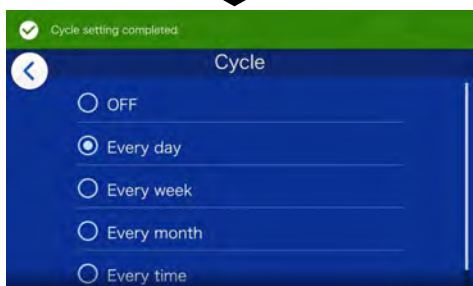 Cycle setting completed.
Cycle
OFF
Every day
Every week
Every month
Every time